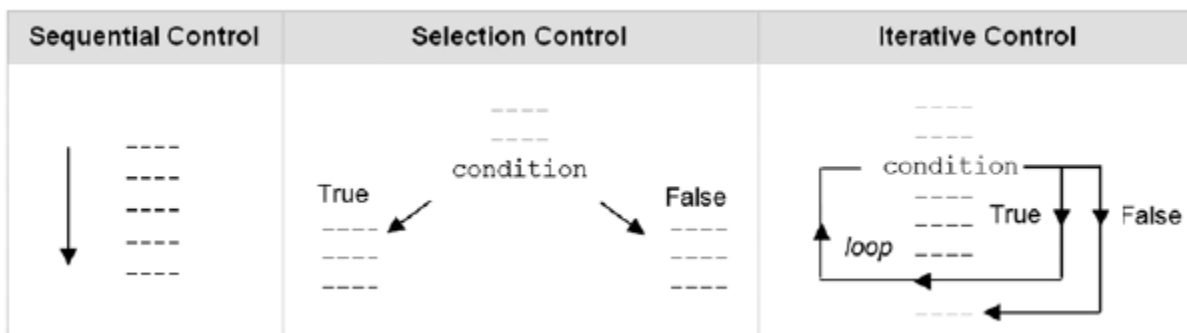 Sequential Control
Selection Control
Iterative Control
condition
True
False
condition
True
False
loop